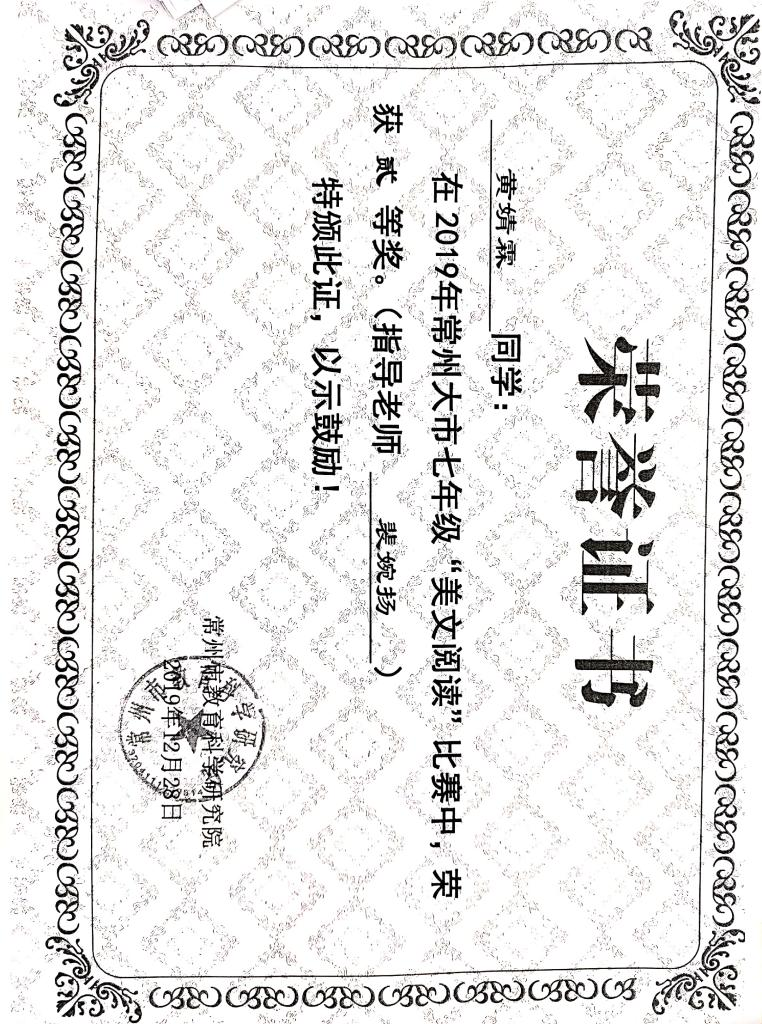 荣誉证书
黄婧霖 同学：
在2019年常州大市七年级“美文阅读”比赛中，荣
获 贰 等奖。（指导老师 裴婉扬 ）
特颁此证，以示鼓励！
常州市教育科学研究院
2019年12月28日